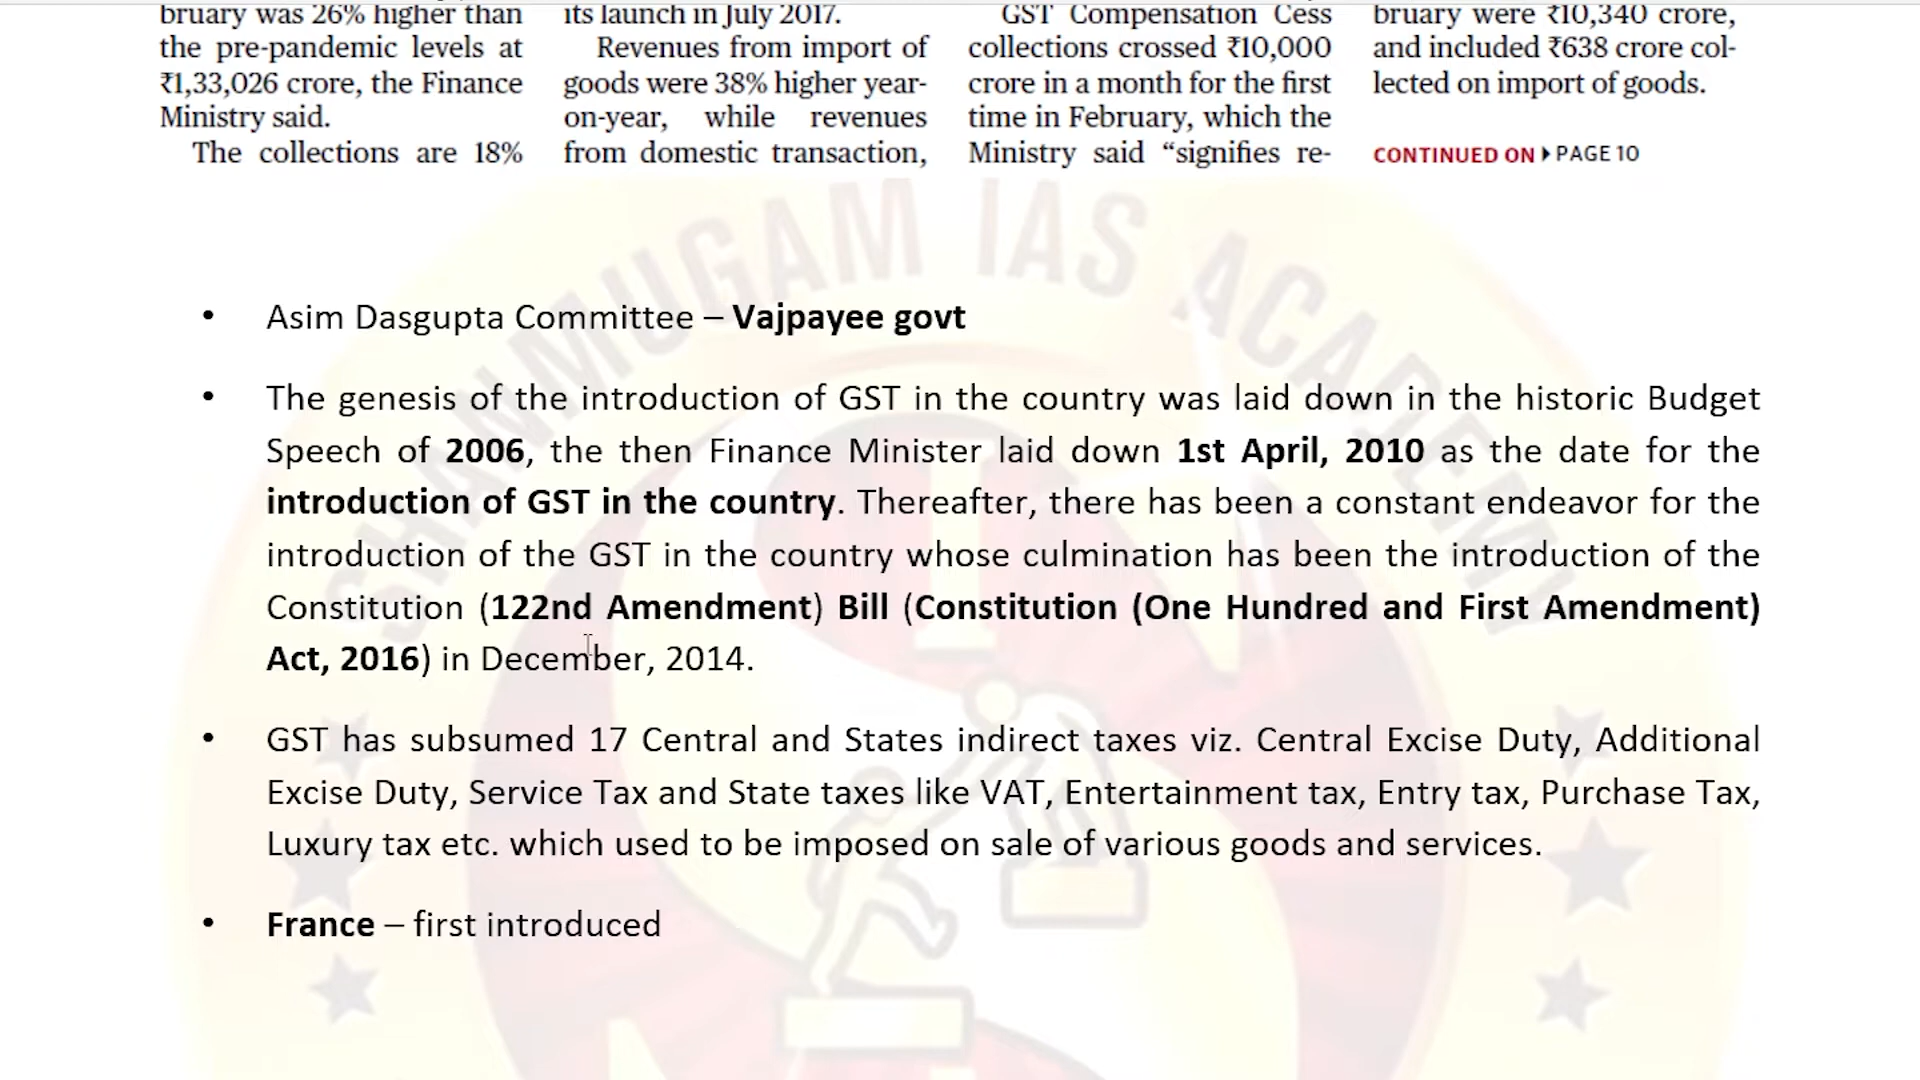 bruary was 26% higher than
the pre-pandemic levels at
₹1,33,026 crore, the Finance
Ministry said.
The collections are 18%
its launch in July 2017.
Revenues from import of
goods were 38% higher year-
on-year, while revenues
from domestic transaction,
GST Compensation Cess
collections crossed ₹10,000
crore in a month for the first
time in February, which the
Ministry said “signifies re-
bruary were ₹10,340 crore,
and included ₹638 crore col-
lected on import of goods.
CONTINUED ON ▸ PAGE 10
SHANMUGAM IAS ACADEMY
• Asim Dasgupta Committee – Vajpayee govt
• The genesis of the introduction of GST in the country was laid down in the historic Budget
Speech of 2006, the then Finance Minister laid down 1st April, 2010 as the date for the
introduction of GST in the country. Thereafter, there has been a constant endeavor for the
introduction of the GST in the country whose culmination has been the introduction of the
Constitution (122nd Amendment) Bill (Constitution (One Hundred and First Amendment)
Act, 2016) in December, 2014.
• GST has subsumed 17 Central and States indirect taxes viz. Central Excise Duty, Additional
Excise Duty, Service Tax and State taxes like VAT, Entertainment tax, Entry tax, Purchase Tax,
Luxury tax etc. which used to be imposed on sale of various goods and services.
• France – first introduced